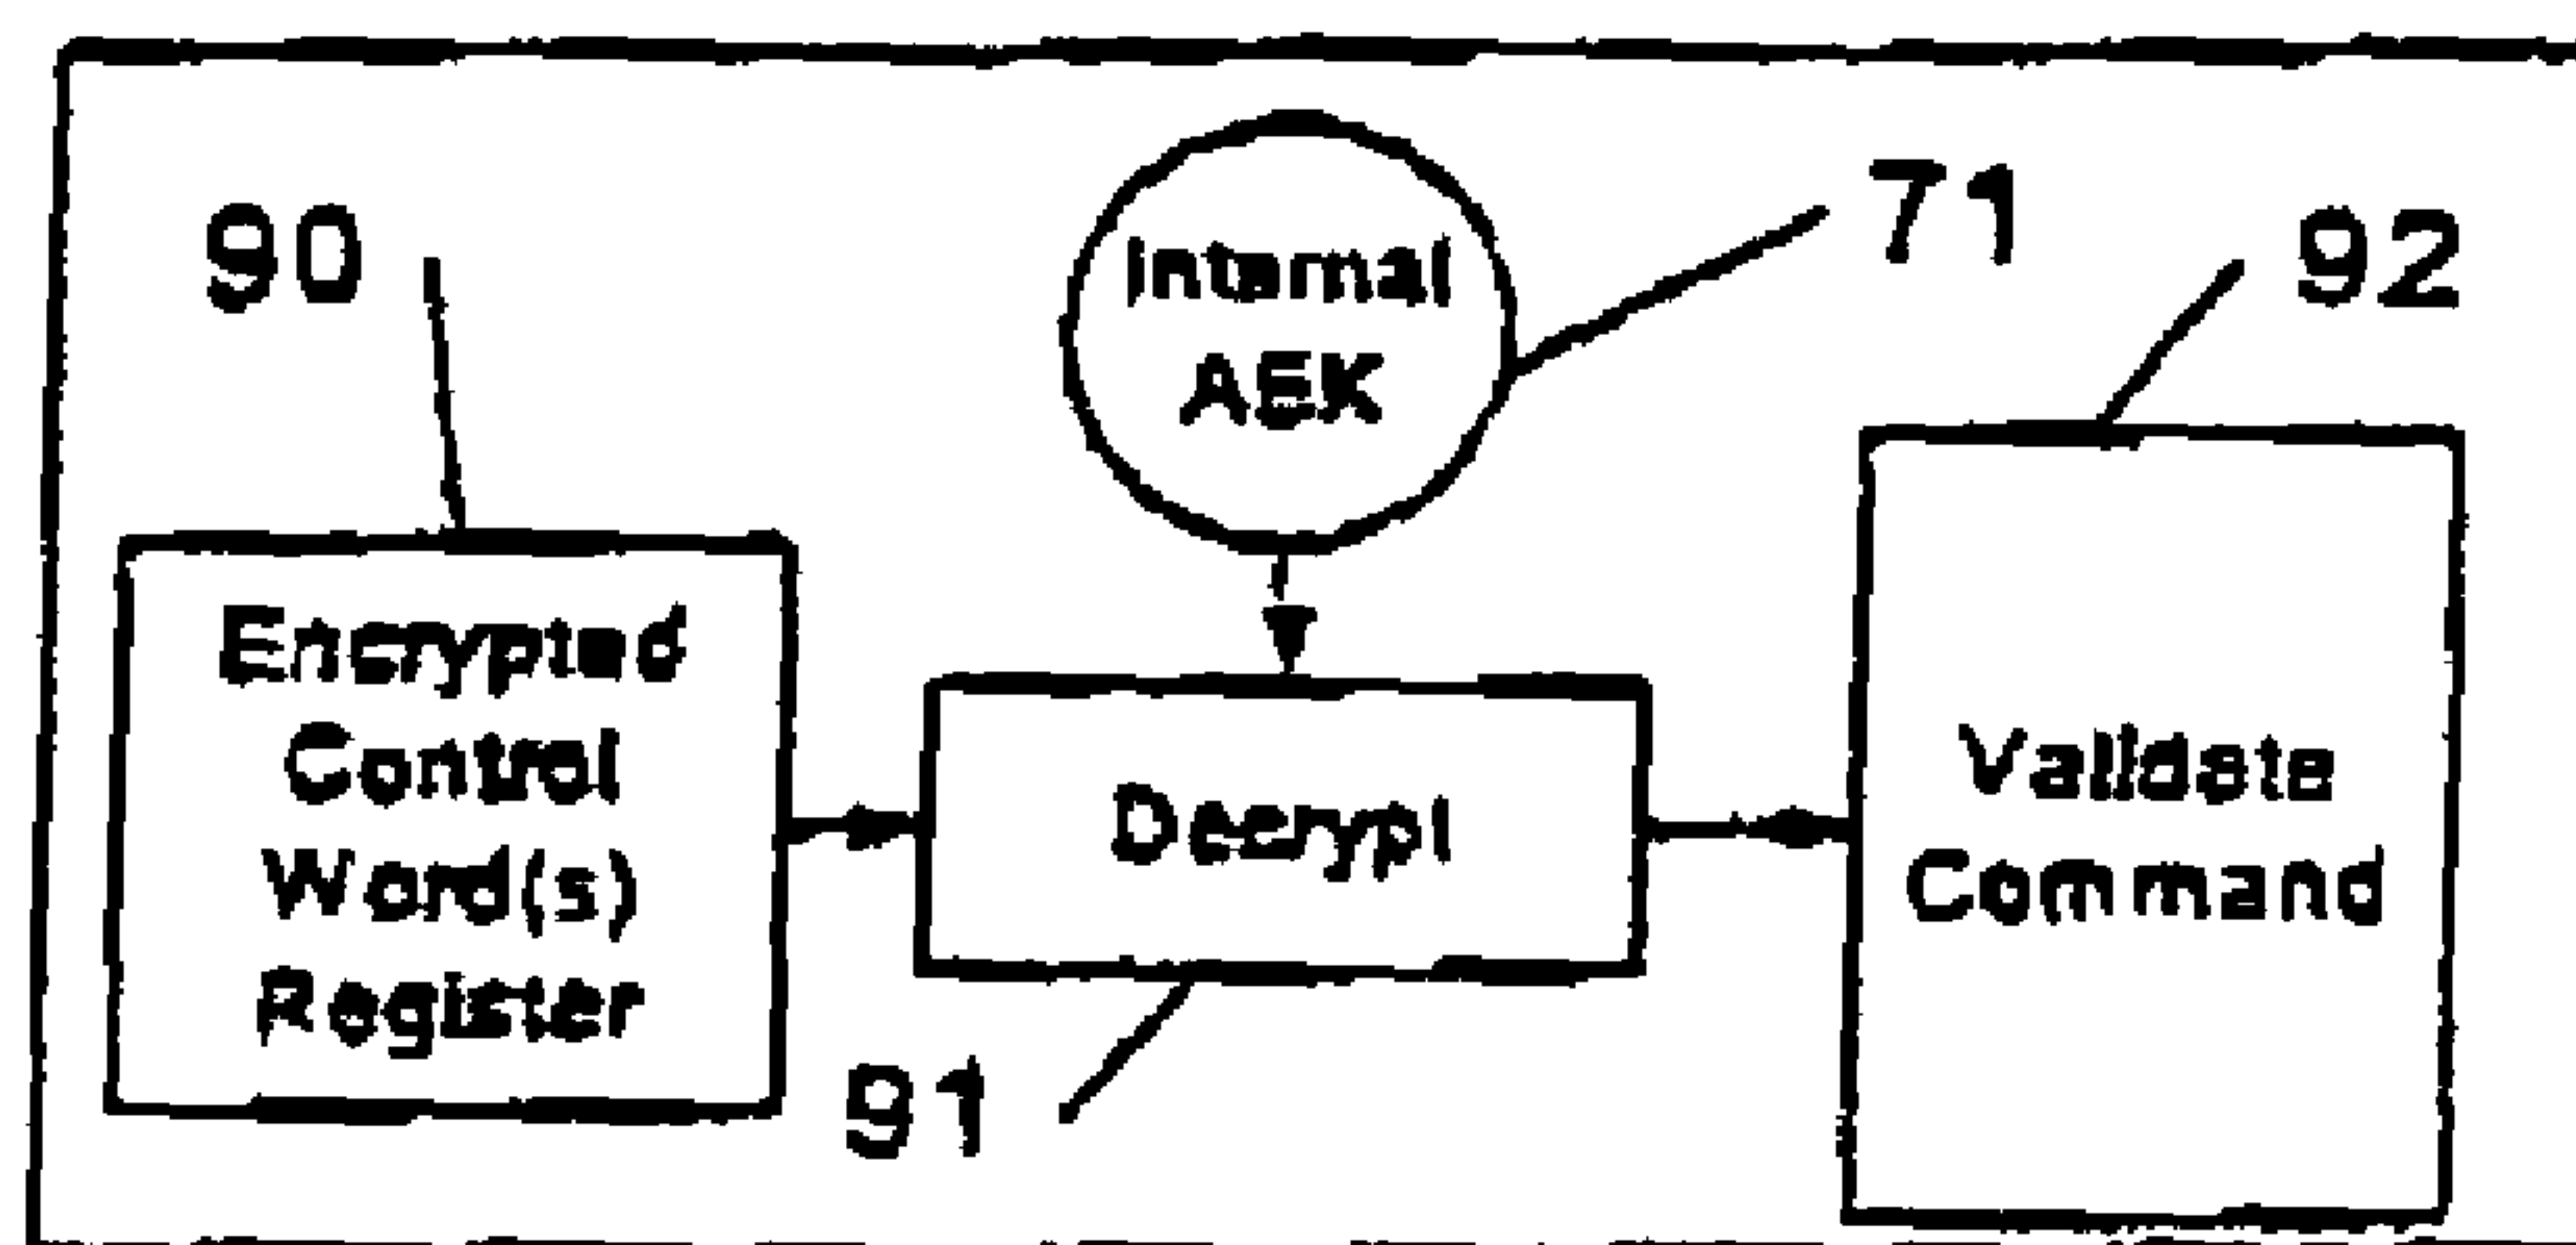 90
Internal
AEK
71
92
Encrypted
Control
Word(s)
Register
Decrypt
91
Validate
Command